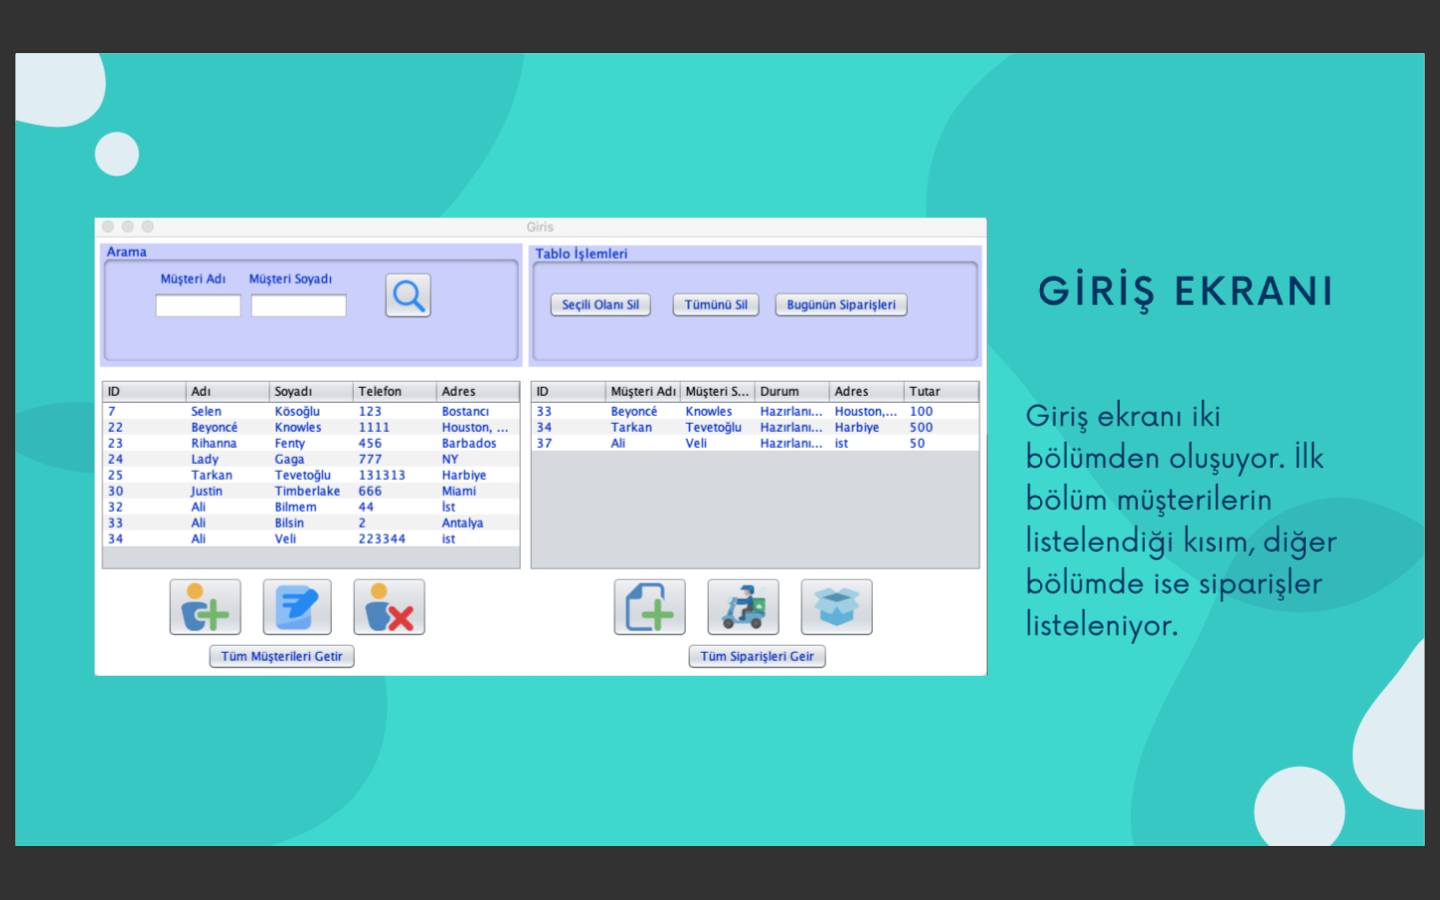 Giris
Arama
Müşteri Adı Müşteri Soyadı
Tablo İşlemleri
Seçili Olanı Sil Tümünü Sil Bugünün Siparişleri
ID Adı Soyadı Telefon Adres
7 Selen Kösoğlu 123 Bostancı
22 Beyoncé Knowles 1111 Houston, ...
23 Rihanna Fenty 456 Barbados
24 Lady Gaga 777 NY
25 Tarkan Tevetoğlu 131313 Harbiye
30 Justin Timberlake 666 Miami
32 Ali Bilmem 44 İst
33 Ali Bilsin 2 Antalya
34 Ali Veli 223344 ist
Tüm Müşterileri Getir
ID Müşteri Adı Müşteri S... Durum Adres Tutar
33 Beyoncé Knowles Hazırlanı... Houston,... 100
34 Tarkan Tevetoğlu Hazırlanı... Harbiye 500
37 Ali Veli Hazırlanı... ist 50
Tüm Siparişleri Geir
GİRİŞ EKRANI
Giriş ekranı iki
bölümden oluşuyor. İlk
bölüm müşterilerin
listelendiği kısım, diğer
bölümde ise siparişler
listeleniyor.